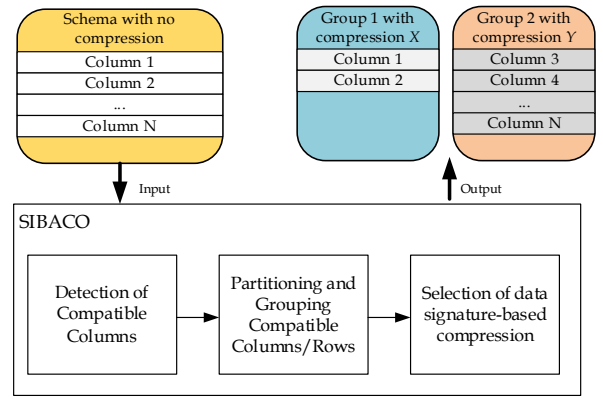 Schema with no
compression
Column 1
Column 2
...
Column N
Group 1 with
compression X
Column 1
Column 2
Group 2 with
compression Y
Column 3
Column 4
...
Column N
Input
Output
SIBACO
Detection of
Compatible
Columns
Partitioning and
Grouping
Compatible
Columns/Rows
Selection of data
signature-based
compression